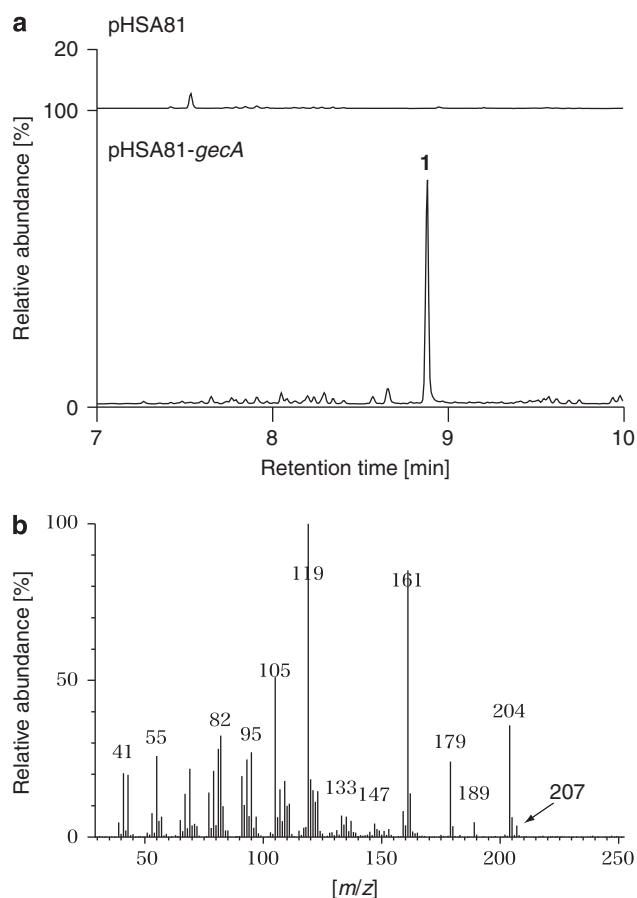 a
pHSA81
20
100
pHSA81-gecA
1
0
7 8 9 10
Relative abundance [%]
Retention time [min]
b
100
50
0
Relative abundance [%]
41 55 82 95 105 119 133 147 161 179 189 204 207
50 100 150 200 250
[m/z]